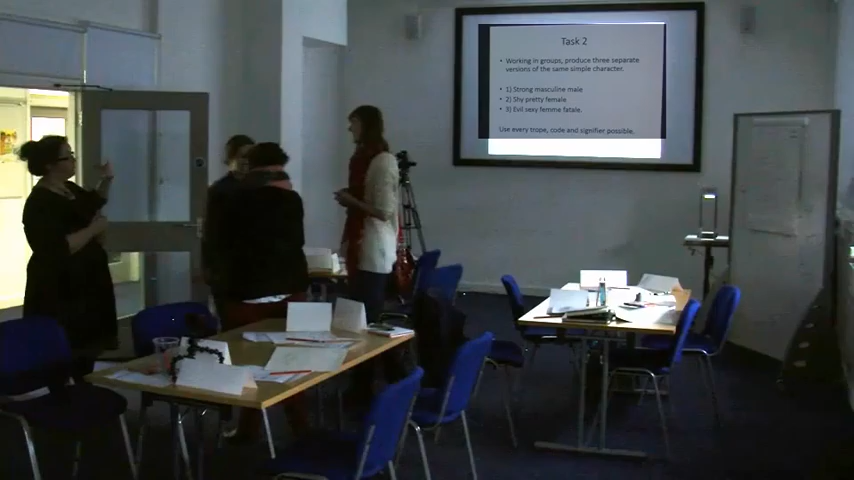 Task 2
• Working in groups, produce three separate
versions of the same simple character.
• 1) Strong masculine male
• 2) Shy pretty female
• 3) Evil sexy femme fatale.
Use every trope, code and signifier possible.